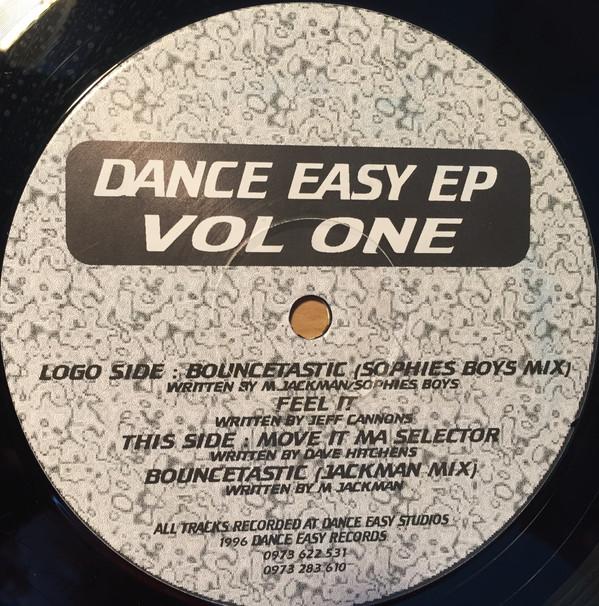 DANCE EASY EP
VOL ONE
LOGO SIDE : BOUNCETASTIC (SOPHIES BOYS MIX)
WRITTEN BY M JACKMAN/SOPHIES BOYS
FEEL IT
WRITTEN BY JEFF CANNONS
THIS SIDE : MOVE IT MA SELECTOR
WRITTEN BY DAVE HITCHENS
BOUNCETASTIC (JACKMAN MIX)
WRITTEN BY M JACKMAN
ALL TRACKS RECORDED AT DANCE EASY STUDIOS
1996 DANCE EASY RECORDS
0973 622 531
0973 283 610